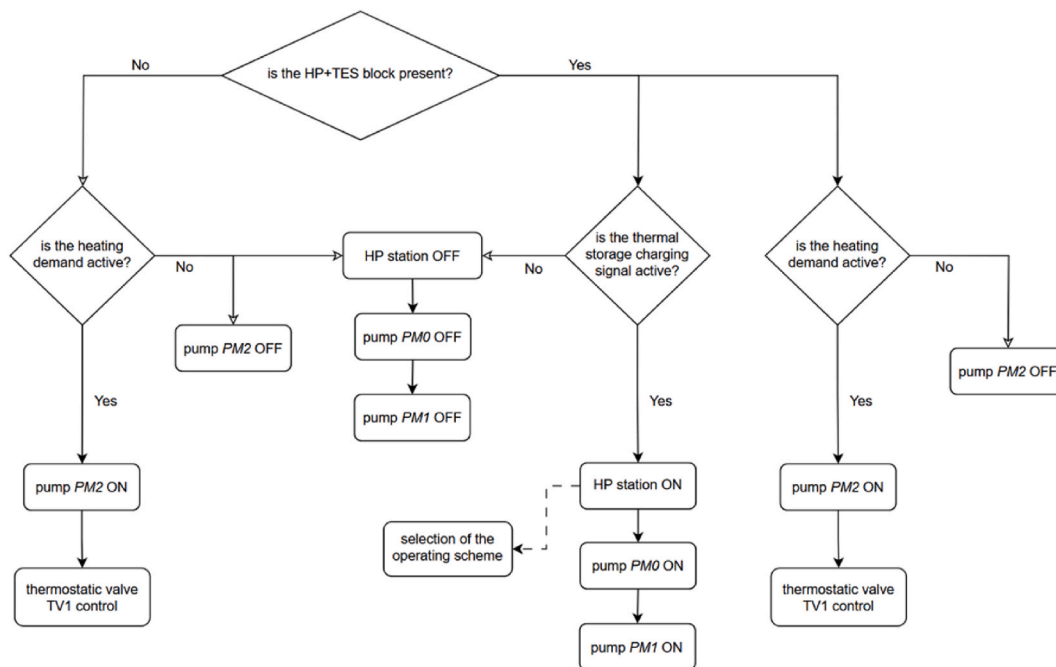 No
is the HP+TES block present?
Yes
is the heating
demand active?
No
HP station OFF
No
is the thermal
storage charging
signal active?
is the heating
demand active?
No
pump PM2 OFF
pump PM0 OFF
pump PM2 OFF
Yes
pump PM1 OFF
Yes
Yes
pump PM2 ON
HP station ON
pump PM2 ON
selection of the
operating scheme
pump PM0 ON
thermostatic valve
TV1 control
thermostatic valve
TV1 control
pump PM1 ON